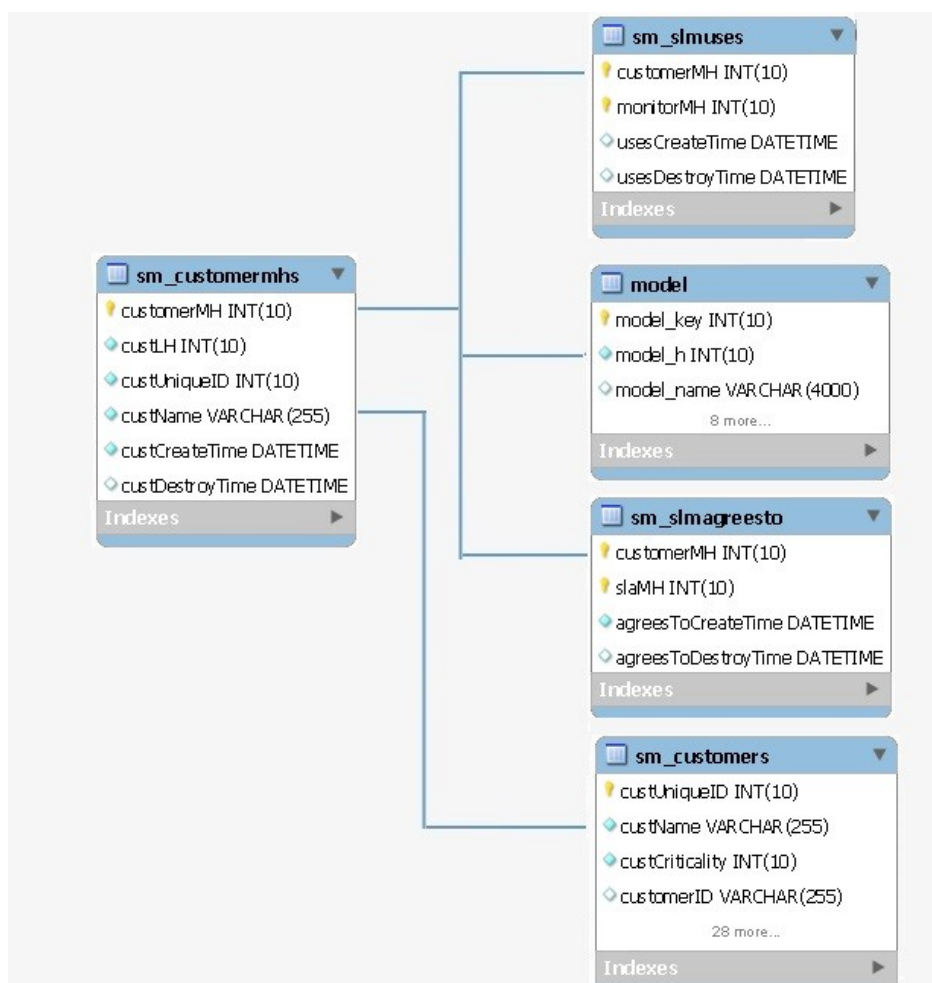 sm_slmuses
customerMH INT(10)
monitorMH INT(10)
usesCreateTime DATETIME
usesDestroyTime DATETIME
Indexes
sm_customermhs
customerMH INT(10)
custLH INT(10)
custUniqueID INT(10)
custName VARCHAR(255)
custCreateTime DATETIME
custDestroyTime DATETIME
Indexes
model
model_key INT(10)
model_h INT(10)
model_name VARCHAR(4000)
8 more...
Indexes
sm_slmagreesto
customerMH INT(10)
slaMH INT(10)
agreesToCreateTime DATETIME
agreesToDestroyTime DATETIME
Indexes
sm_customers
custUniqueID INT(10)
custName VARCHAR(255)
custCriticality INT(10)
customerID VARCHAR(255)
28 more...
Indexes